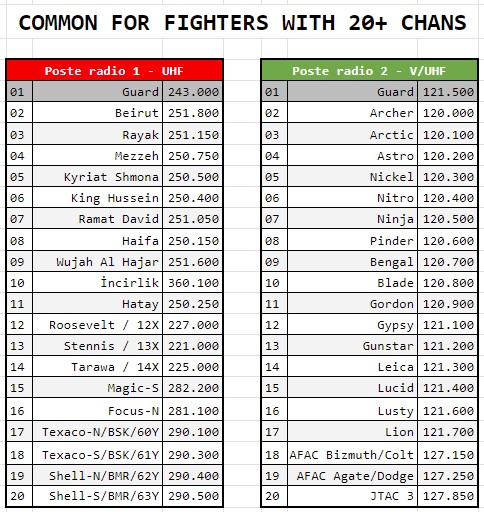 COMMON FOR FIGHTERS WITH 20+ CHANS
Poste radio 1 - UHF
01 Guard 243.000
02 Beirut 251.800
03 Rayak 251.150
04 Mezzeh 250.750
05 Kyriat Shmona 250.500
06 King Hussein 250.400
07 Ramat David 251.050
08 Haifa 250.150
09 Wujah Al Hajar 251.600
10 İncirlik 360.100
11 Hatay 250.250
12 Roosevelt / 12X 227.000
13 Stennis / 13X 221.000
14 Tarawa / 14X 225.000
15 Magic-S 282.200
16 Focus-N 281.100
17 Texaco-N/BSK/60Y 290.100
18 Texaco-S/BSK/61Y 290.300
19 Shell-N/BMR/62Y 290.400
20 Shell-S/BMR/63Y 290.500
Poste radio 2 - V/UHF
01 Guard 121.500
02 Archer 120.000
03 Arctic 120.100
04 Astro 120.200
05 Nickel 120.300
06 Nitro 120.400
07 Ninja 120.500
08 Pinder 120.600
09 Bengal 120.700
10 Blade 120.800
11 Gordon 120.900
12 Gypsy 121.100
13 Gunstar 121.200
14 Leica 121.300
15 Lucid 121.400
16 Lusty 121.600
17 Lion 121.700
18 AFAC Bizmuth/Colt 127.150
19 AFAC Agate/Dodge 127.250
20 JTAC 3 127.850